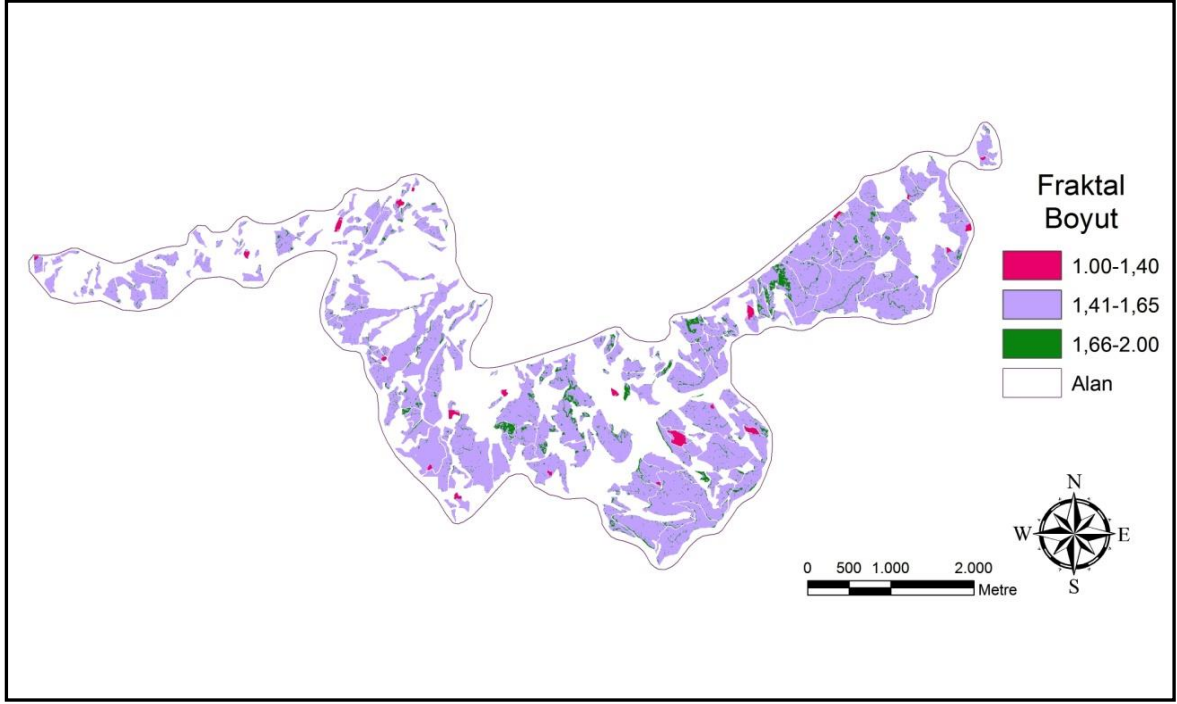 Fraktal
Boyut
1.00-1,40
1,41-1,65
1,66-2.00
Alan
N
W
E
S
0 500 1.000 2.000
Metre